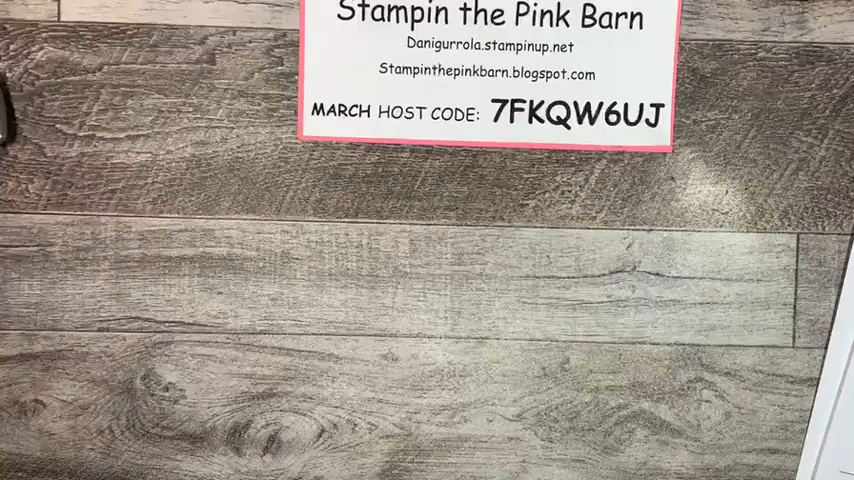 Stampin the Pink Barn
Danigurrola.stampinup.net
Stampinthepinkbarn.blogspot.com
MARCH HOST CODE: 7FKQW6UJ